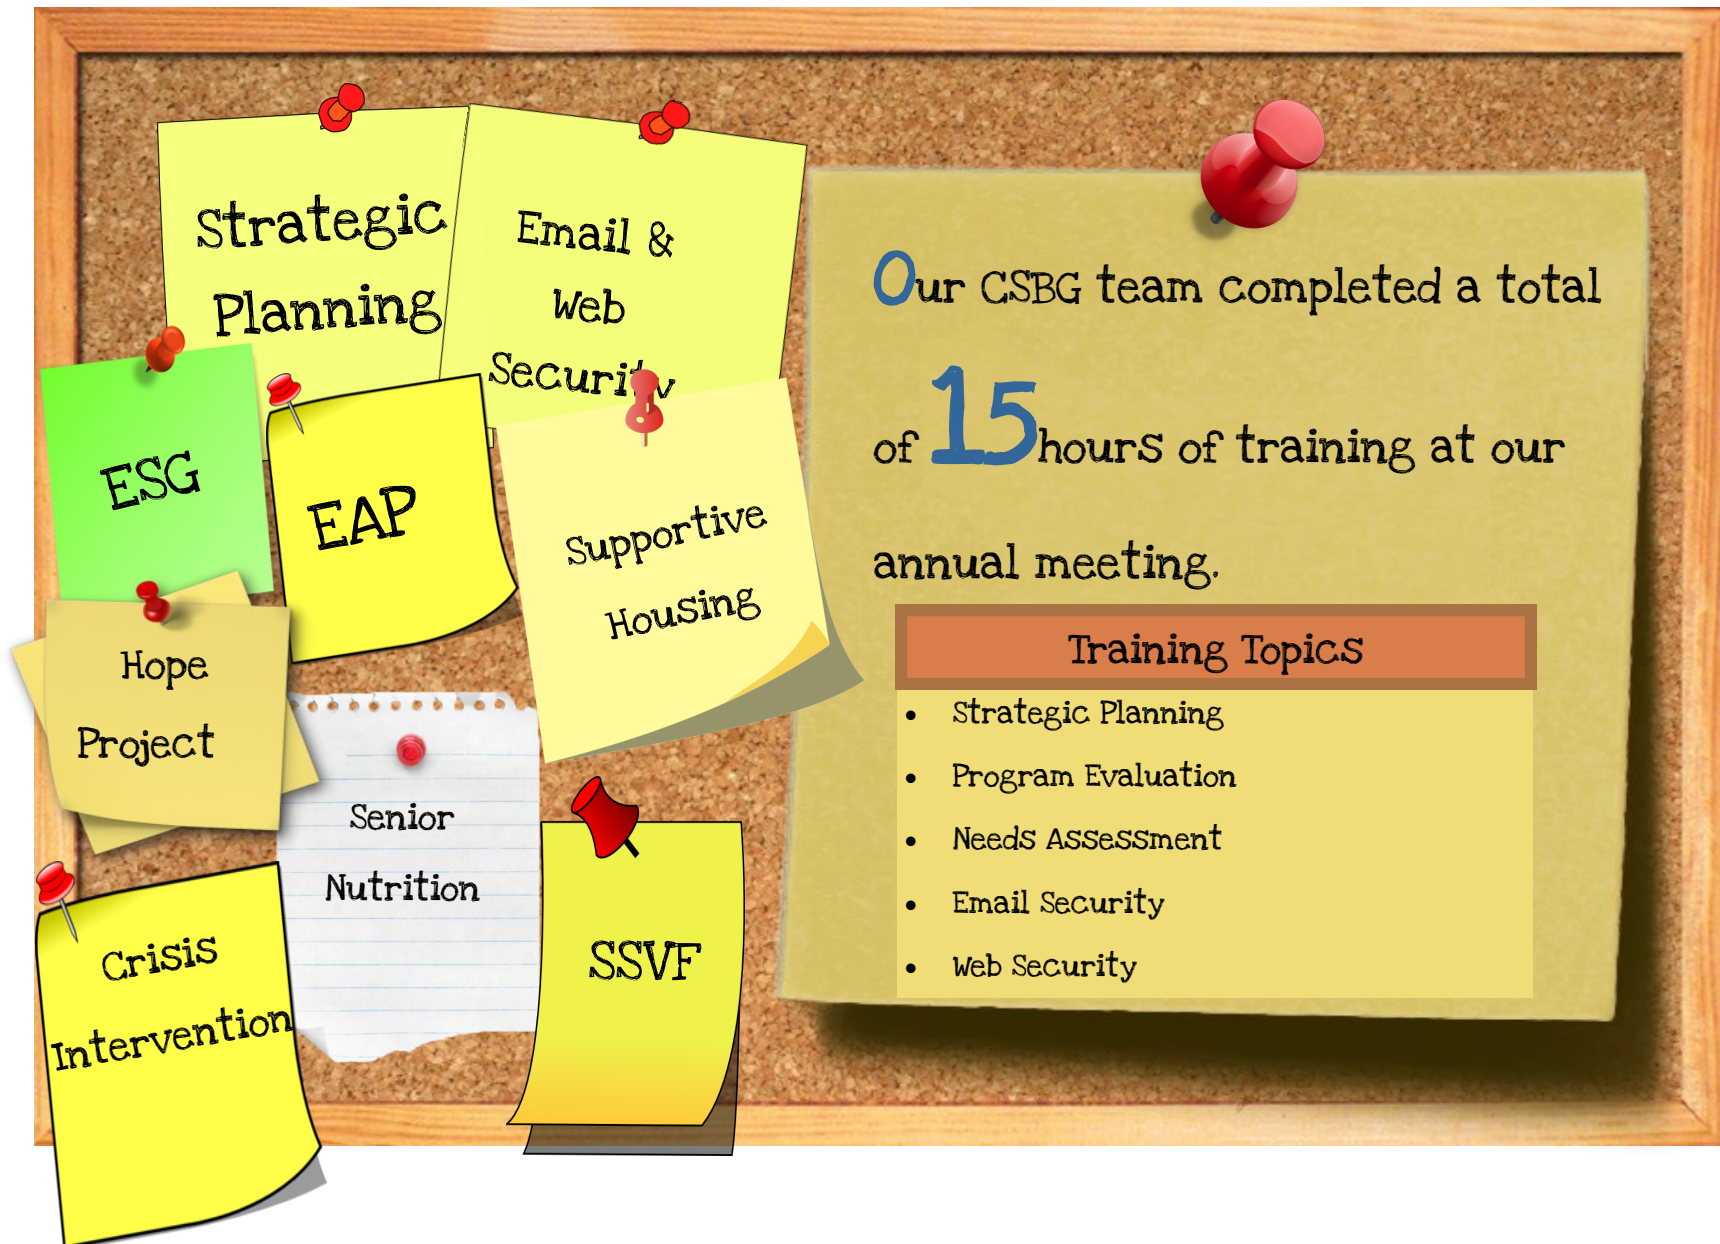 Strategic
Planning
Email &
Web
Security
ESG
EAP
Supportive
Housing
Hope
Project
Senior
Nutrition
Crisis
Intervention
SSVF
Our CSBG team completed a total
of 15 hours of training at our
annual meeting.
Training Topics
• Strategic Planning
• Program Evaluation
• Needs Assessment
• Email Security
• Web Security